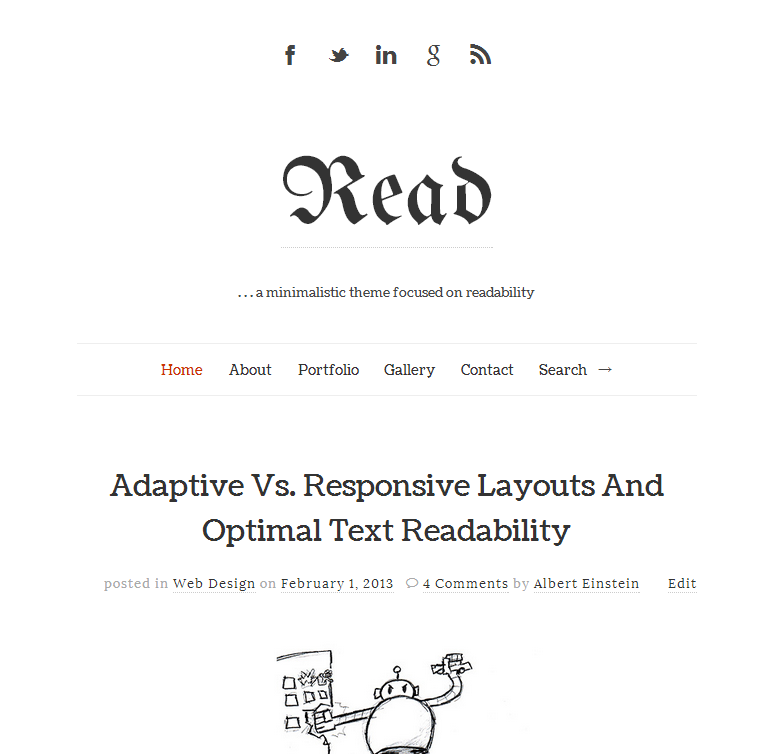 Read
...a minimalistic theme focused on readability
Home About Portfolio Gallery Contact Search →
Adaptive Vs. Responsive Layouts And
Optimal Text Readability
posted in Web Design on February 1, 2013 4 Comments by Albert Einstein Edit